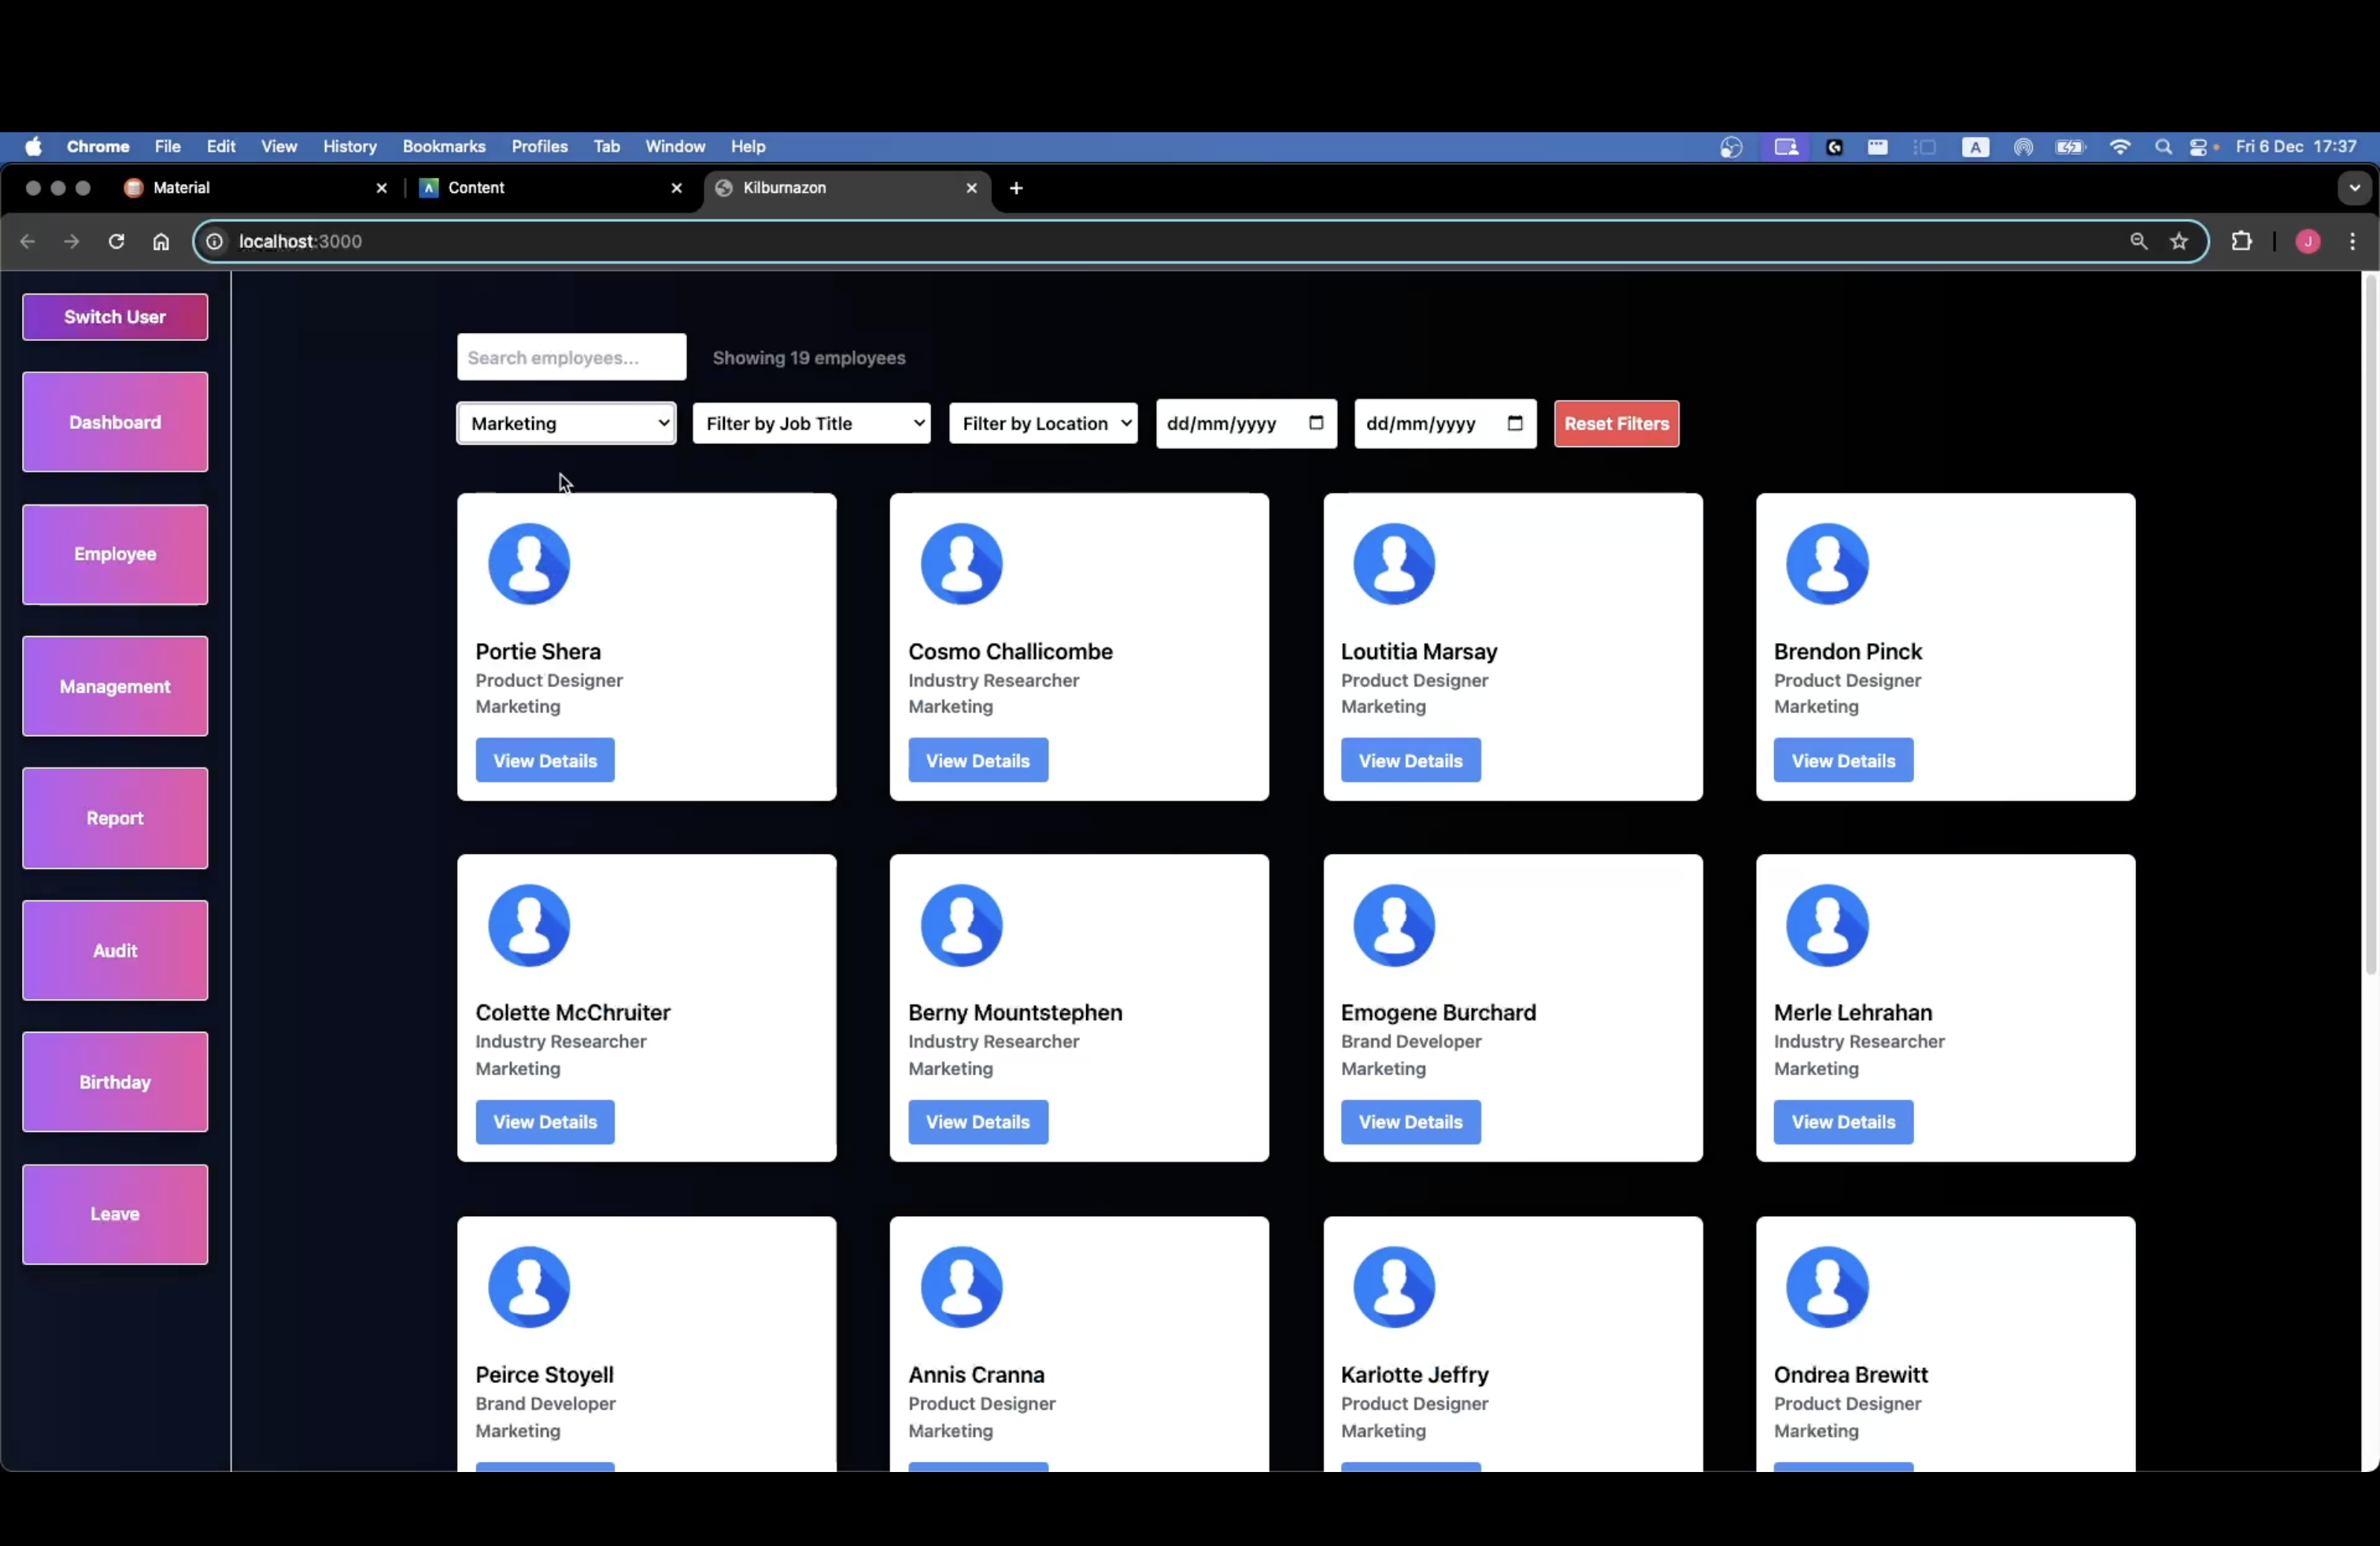 Chrome File Edit View History Bookmarks Profiles Tab Window Help A Fri 6 Dec 17:37
Material Content Kilburnazon
localhost:3000 J
Switch User
Dashboard
Employee
Management
Report
Audit
Birthday
Leave
Search employees... Showing 19 employees
Marketing Filter by Job Title Filter by Location dd/mm/yyyy dd/mm/yyyy Reset Filters
Portie Shera Cosmo Challicombe Loutitia Marsay Brendon Pinck
Product Designer Industry Researcher Product Designer Product Designer
Marketing Marketing Marketing Marketing
View Details View Details View Details View Details
Colette McChruiter Berny Mountstephen Emogene Burchard Merle Lehrahan
Industry Researcher Industry Researcher Brand Developer Industry Researcher
Marketing Marketing Marketing Marketing
View Details View Details View Details View Details
Peirce Stoyell Annis Cranna Karlotte Jeffry Ondrea Brewitt
Brand Developer Product Designer Product Designer Product Designer
Marketing Marketing Marketing Marketing